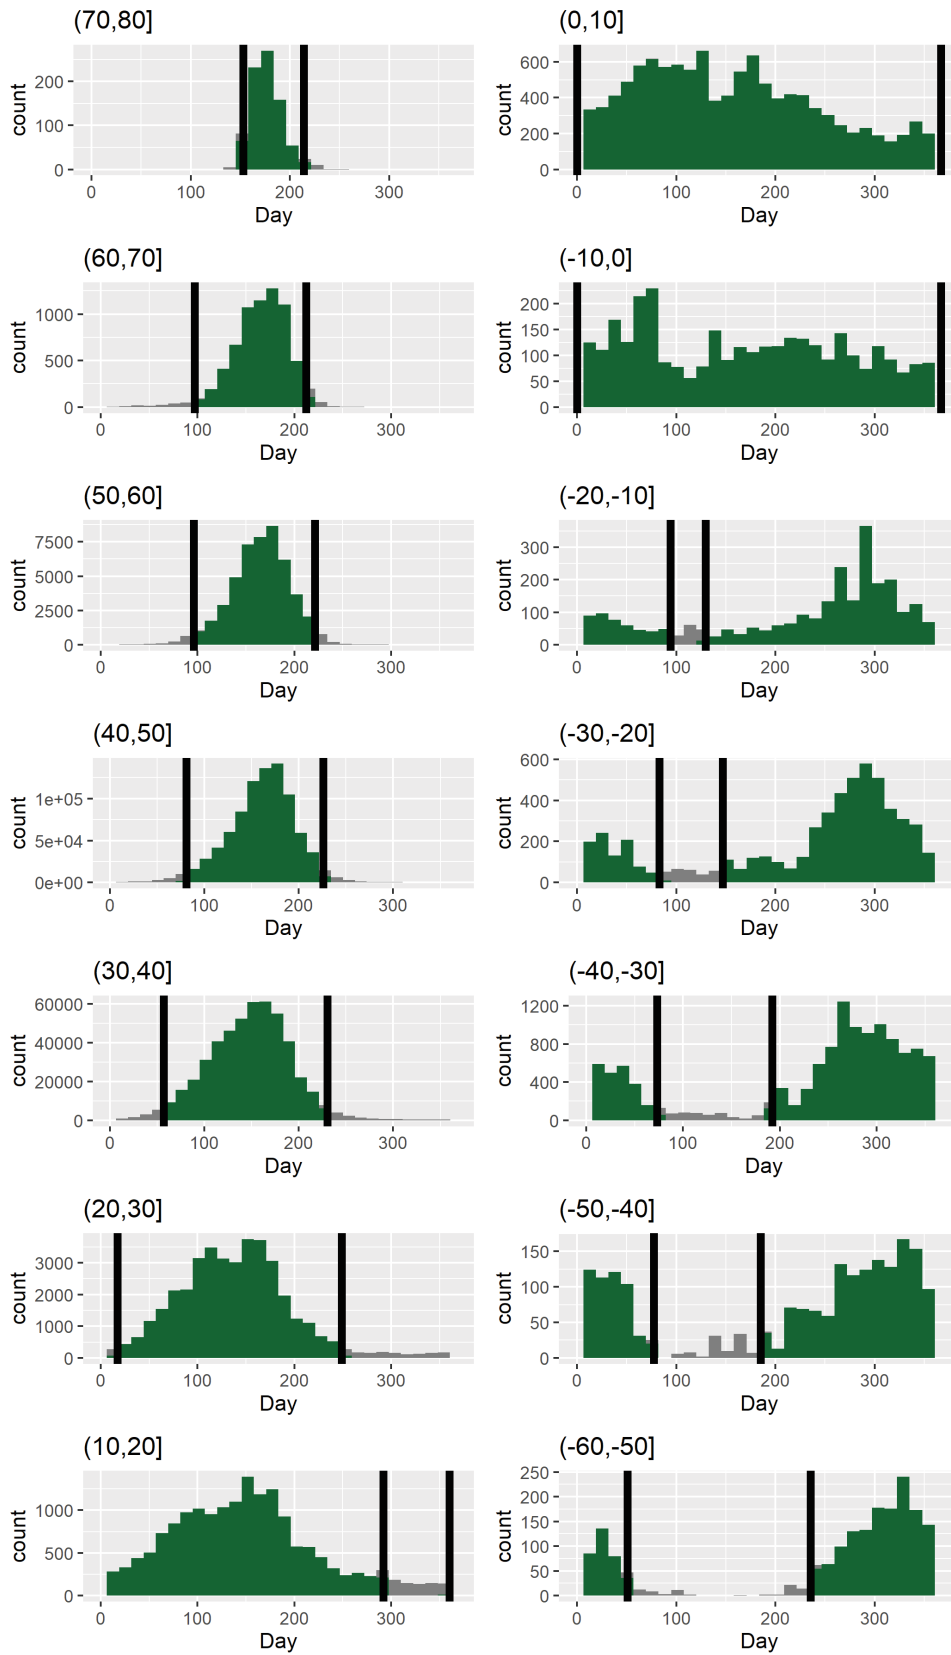 (70,80]
count
200
100
0
0 100 200 300
Day
(0,10]
count
600
400
200
0
0 100 200 300
Day
(60,70]
count
1000
500
0
0 100 200 300
Day
(-10,0]
count
200
150
100
50
0
0 100 200 300
Day
(50,60]
count
7500
5000
2500
0
0 100 200 300
Day
(-20,-10]
count
300
200
100
0
0 100 200 300
Day
(40,50]
count
1e+05
5e+04
0e+00
0 100 200 300
Day
(-30,-20]
count
600
400
200
0
0 100 200 300
Day
(30,40]
count
60000
40000
20000
0
0 100 200 300
Day
(-40,-30]
count
1200
800
400
0
0 100 200 300
Day
(20,30]
count
3000
2000
1000
0
0 100 200 300
Day
(-50,-40]
count
150
100
50
0
0 100 200 300
Day
(10,20]
count
1000
500
0
0 100 200 300
Day
(-60,-50]
count
250
200
150
100
50
0
0 100 200 300
Day